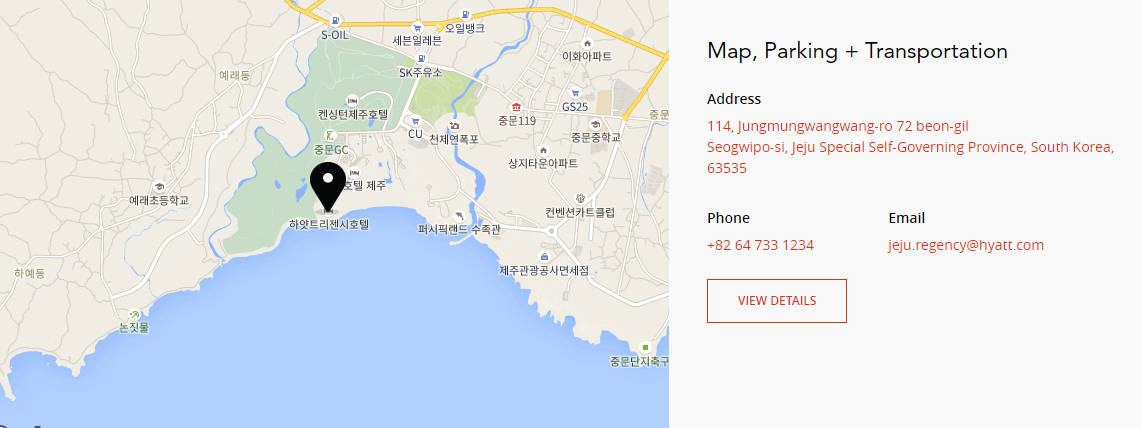 S-OIL
세븐일레븐
오일뱅크
이화아파트
예래동
SK주유소
켄싱턴제주호텔
CU
천제연폭포
중문119
GS25
중문중학교
중문GC
상지타운아파트
호텔 제주
예래초등학교
하얏트리젠시호텔
퍼시픽랜드 수족관
컨벤션카트클럽
제주관광공사면세점
하예동
논짓물
중문단지축구
Map, Parking + Transportation
Address
114, Jungmungwangwang-ro 72 beon-gil
Seogwipo-si, Jeju Special Self-Governing Province, South Korea,
63535
Phone
Email
+82 64 733 1234
jeju.regency@hyatt.com
VIEW DETAILS